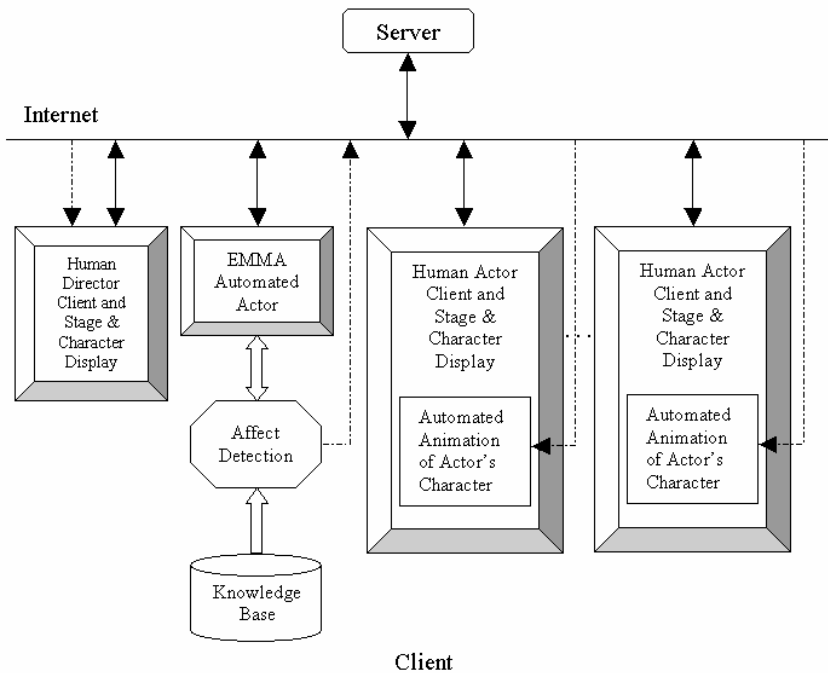 Server
Internet
Human
Director
Client and
Stage &
Character
Display
EMMA
Automated
Actor
Affect
Detection
Knowledge
Base
Human Actor
Client and
Stage &
Character
Display
Automated
Animation
of Actor's
Character
....
Human Actor
Client and
Stage &
Character
Display
Automated
Animation
of Actor's
Character
Client